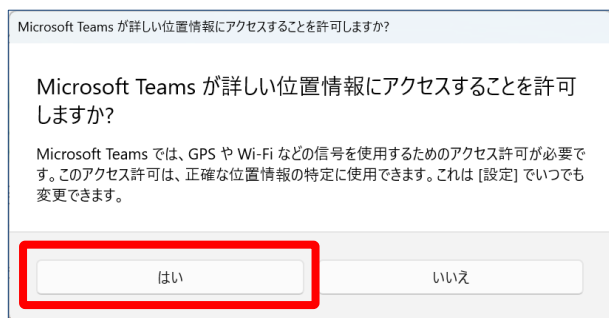 Microsoft Teams が詳しい位置情報にアクセスすることを許可しますか?
Microsoft Teams が詳しい位置情報にアクセスすることを許可
しますか?
Microsoft Teams では、GPS や Wi-Fi などの信号を使用するためのアクセス許可が必要で
す。このアクセス許可は、正確な位置情報の特定に使用できます。これは [設定] でいつでも
変更できます。
はい
いいえ